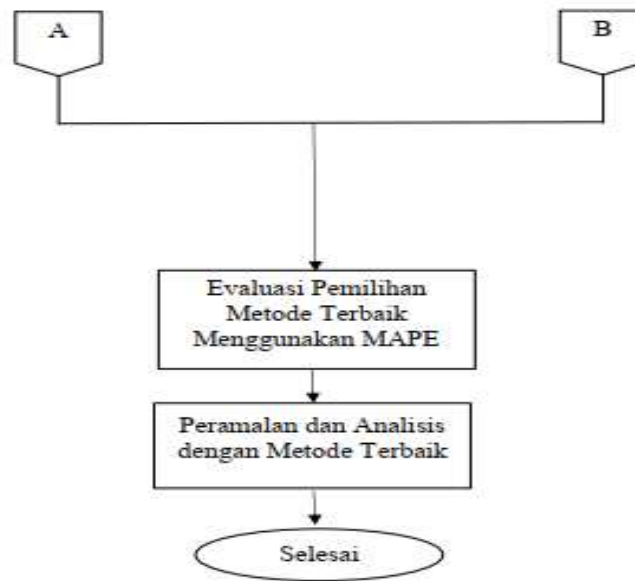 A
B
Evaluasi Pemilihan
Metode Terbaik
Menggunakan MAPE
Peramalan dan Analisis
dengan Metode Terbaik
Selesai